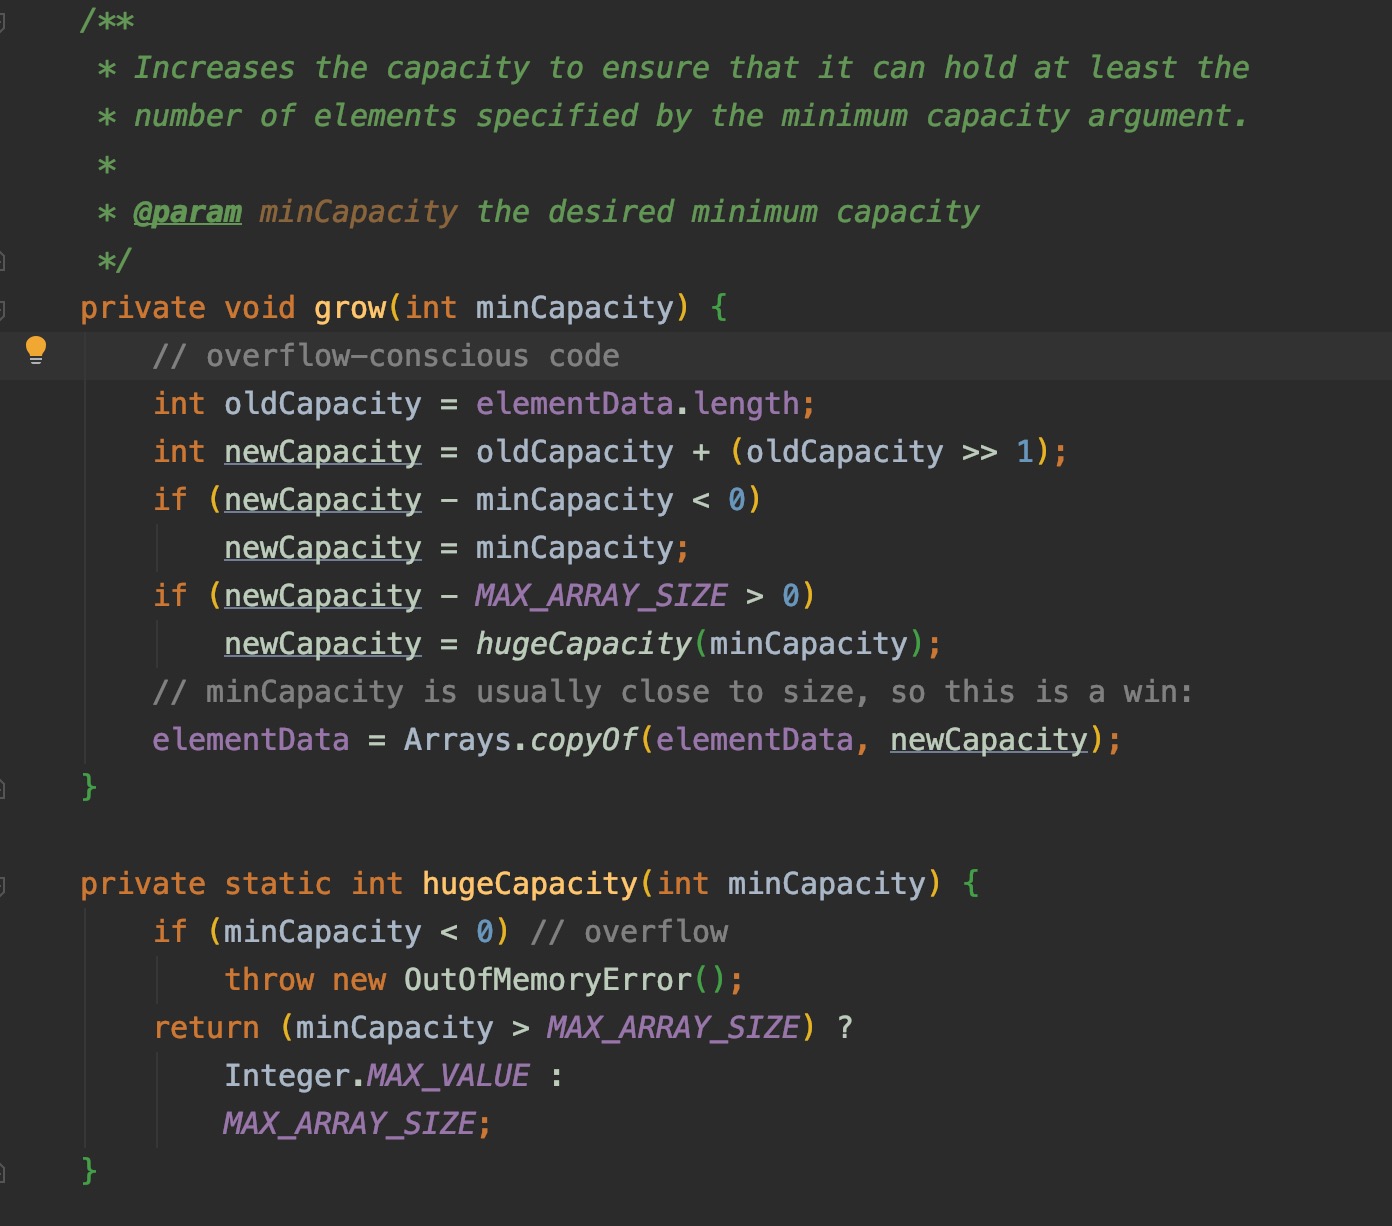 /**
 * Increases the capacity to ensure that it can hold at least the
 * number of elements specified by the minimum capacity argument.
 *
 * @param minCapacity the desired minimum capacity
 */
private void grow(int minCapacity) {
    // overflow-conscious code
    int oldCapacity = elementData.length;
    int newCapacity = oldCapacity + (oldCapacity >> 1);
    if (newCapacity - minCapacity < 0)
        newCapacity = minCapacity;
    if (newCapacity - MAX_ARRAY_SIZE > 0)
        newCapacity = hugeCapacity(minCapacity);
    // minCapacity is usually close to size, so this is a win:
    elementData = Arrays.copyOf(elementData, newCapacity);
}

private static int hugeCapacity(int minCapacity) {
    if (minCapacity < 0) // overflow
        throw new OutOfMemoryError();
    return (minCapacity > MAX_ARRAY_SIZE) ?
        Integer.MAX_VALUE :
        MAX_ARRAY_SIZE;
}